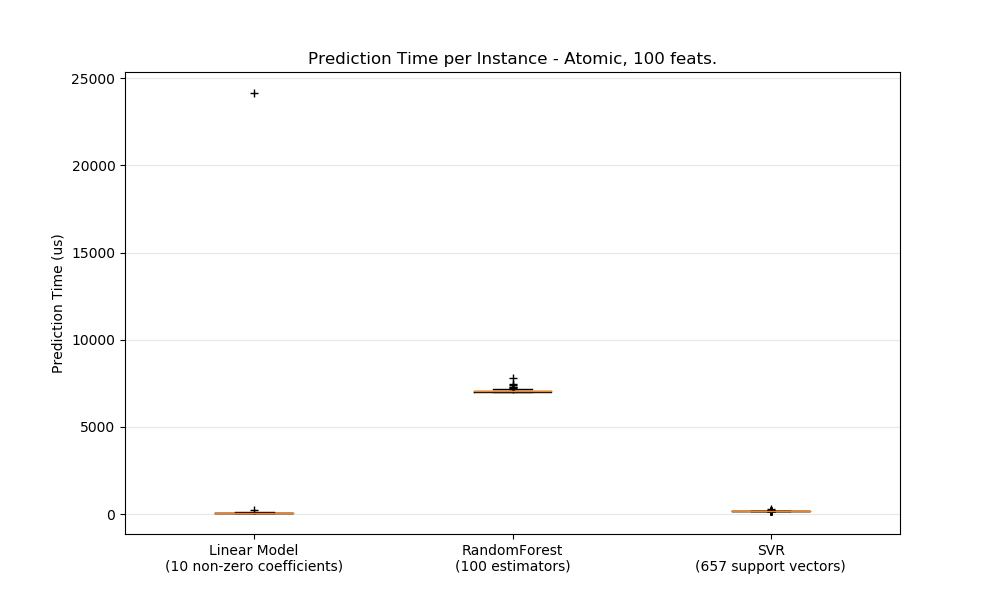 Prediction Time per Instance - Atomic, 100 feats.
25000
20000
15000
10000
5000
0
Prediction Time (us)
Linear Model
(10 non-zero coefficients)
RandomForest
(100 estimators)
SVR
(657 support vectors)